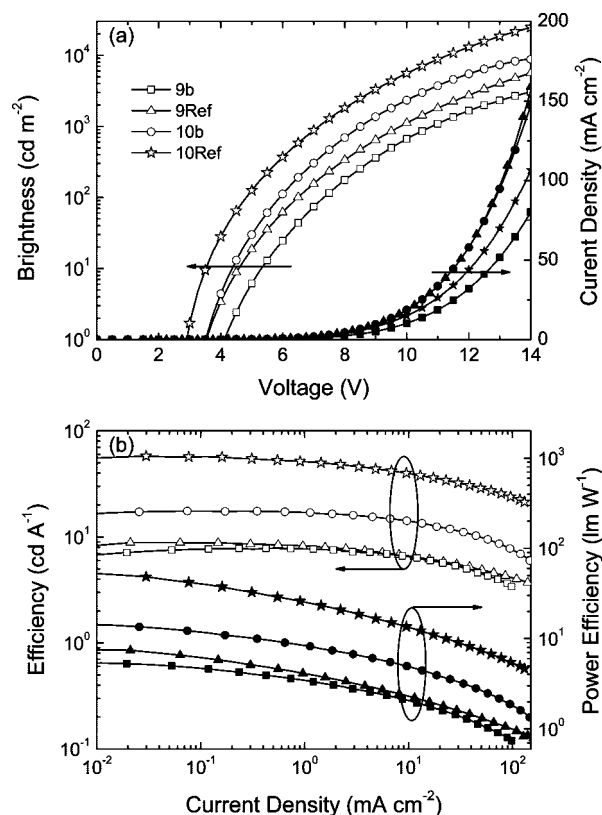 (a)
9b
9Ref
10b
10Ref
Brightness (cd m⁻²)
10⁴
10³
10²
10¹
10⁰
0 2 4 6 8 10 12 14
Voltage (V)
200
150
100
50
0
Current Density (mA cm⁻²)
(b)
Efficiency (cd A⁻¹)
10²
10¹
10⁰
10⁻¹
10⁻² 10⁻¹ 10⁰ 10¹ 10²
Current Density (mA cm⁻²)
10³
10²
10¹
10⁰
Power Efficiency (lm W⁻¹)